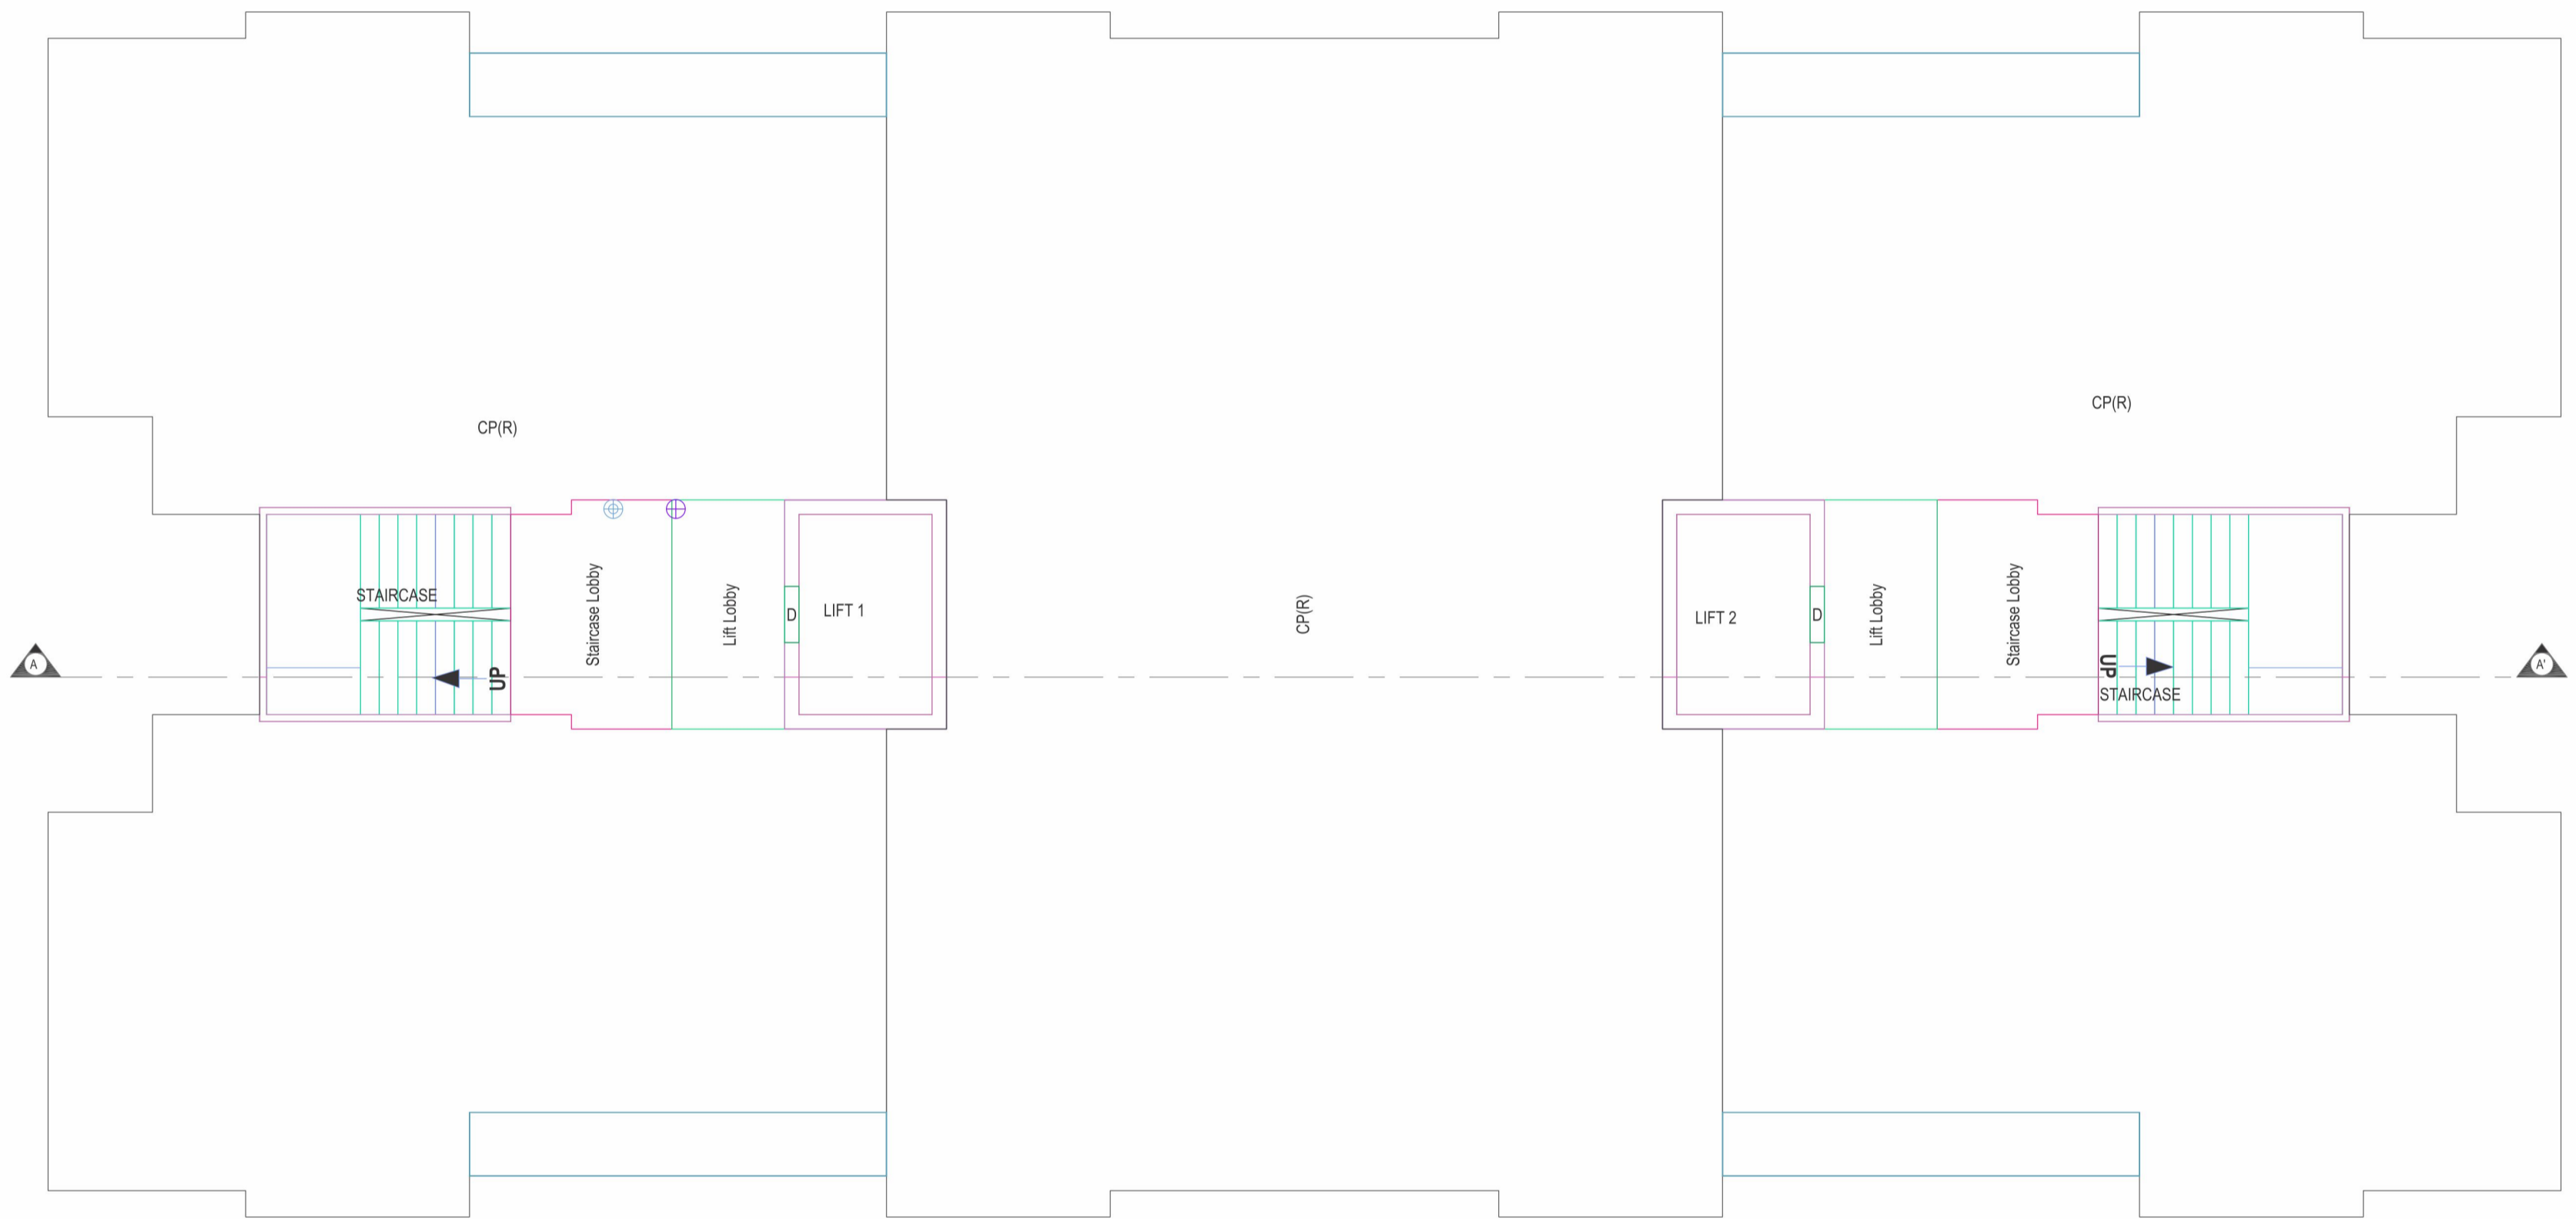 CP(R)
CP(R)
STAIRCASE
Staircase Lobby
Lift Lobby
D
LIFT 1
CP(R)
LIFT 2
D
Lift Lobby
Staircase Lobby
A
UP
UP
STAIRCASE
A'